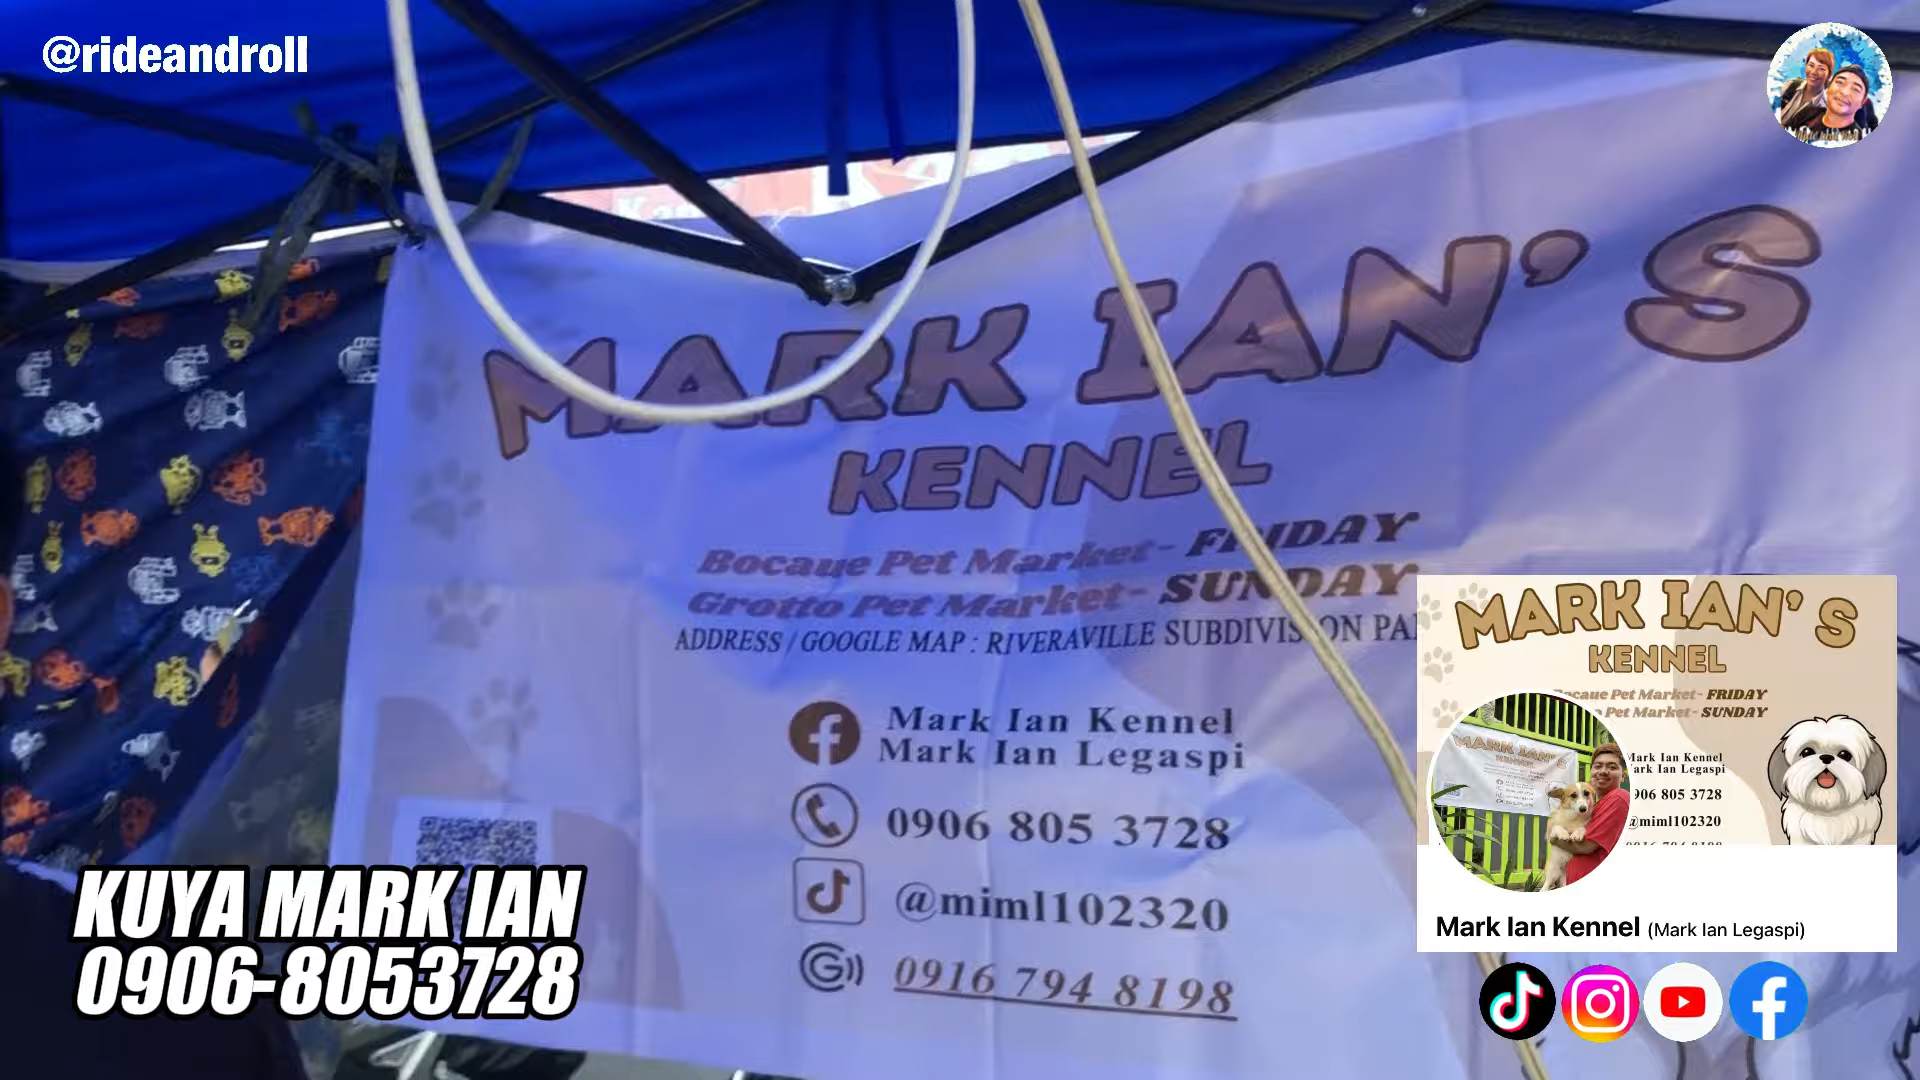 @rideandroll
MARK IAN'S
KENNEL
Bocaue Pet Market - FRIDAY
Grotto Pet Market - SUNDAY
ADDRESS / GOOGLE MAP : RIVERAVILLE SUBDIVISION
Mark Ian Kennel
Mark Ian Legaspi
0906 805 3728
@miml102320
0916 794 8198
KUYA MARK IAN
0906-8053728
MARK IAN'S
KENNEL
Bocaue Pet Market - FRIDAY
Pet Market - SUNDAY
Mark Ian Kennel
Mark Ian Legaspi
906 805 3728
@miml102320
Mark Ian Kennel (Mark Ian Legaspi)